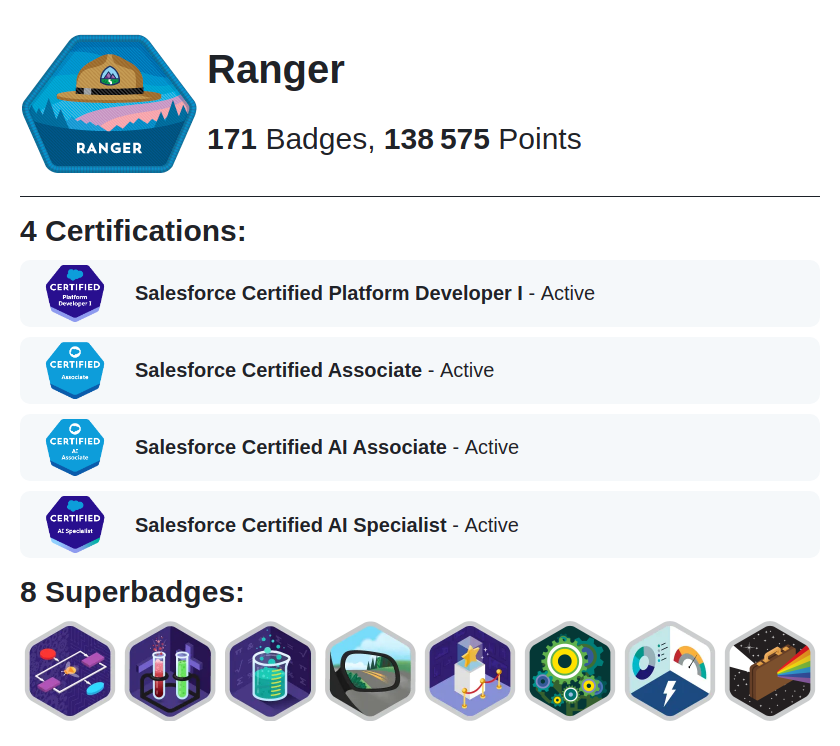 RANGER
Ranger
171 Badges, 138 575 Points
4 Certifications:
CERTIFIED
Platform
Developer I
Salesforce Certified Platform Developer I - Active
CERTIFIED
Associate
Salesforce Certified Associate - Active
CERTIFIED
AI
Associate
Salesforce Certified AI Associate - Active
CERTIFIED
AI Specialist
Salesforce Certified AI Specialist - Active
8 Superbadges: